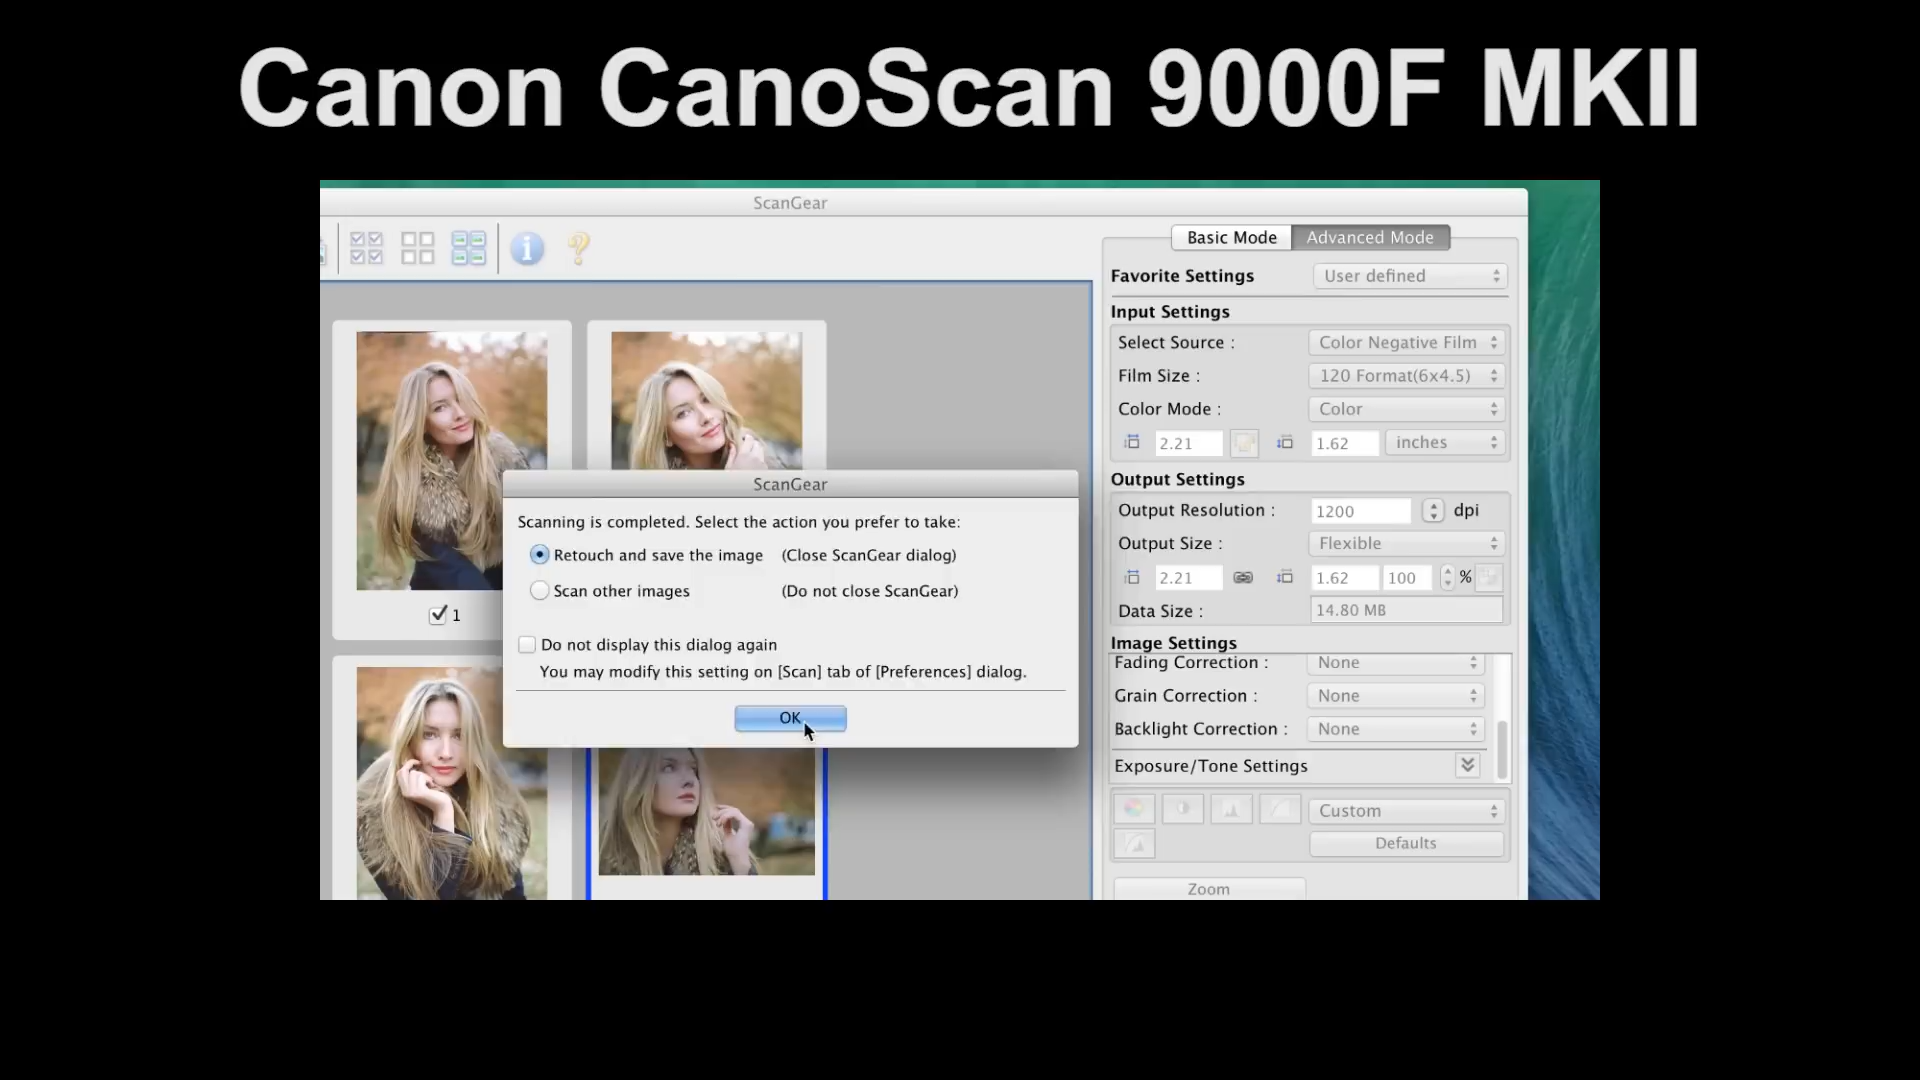 Canon CanoScan 9000F MKII
ScanGear
Basic Mode Advanced Mode
Favorite Settings User defined
Input Settings
Select Source : Color Negative Film
Film Size : 120 Format(6x4.5)
Color Mode : Color
2.21 1.62 inches
Output Settings
Output Resolution : 1200 dpi
Output Size : Flexible
2.21 1.62 100 %
Data Size : 14.80 MB
Image Settings
Fading Correction : None
Grain Correction : None
Backlight Correction : None
Exposure/Tone Settings
Custom
Defaults
Zoom
1
ScanGear
Scanning is completed. Select the action you prefer to take:
Retouch and save the image (Close ScanGear dialog)
Scan other images (Do not close ScanGear)
Do not display this dialog again
You may modify this setting on [Scan] tab of [Preferences] dialog.
OK